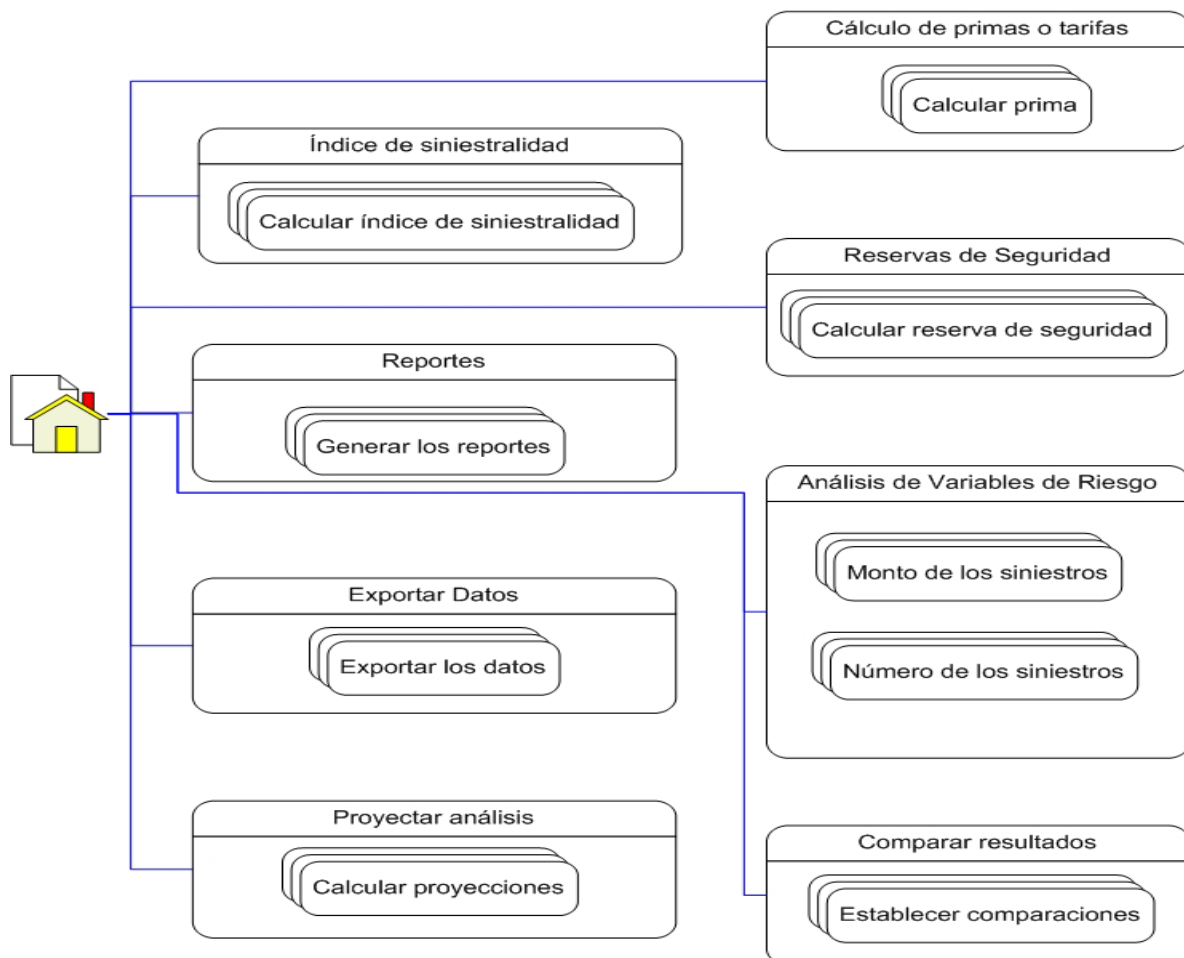 Cálculo de primas o tarifas
Calcular prima
Índice de siniestralidad
Calcular índice de siniestralidad
Reservas de Seguridad
Calcular reserva de seguridad
Reportes
Generar los reportes
Análisis de Variables de Riesgo
Monto de los siniestros
Número de los siniestros
Exportar Datos
Exportar los datos
Proyectar análisis
Calcular proyecciones
Comparar resultados
Establecer comparaciones